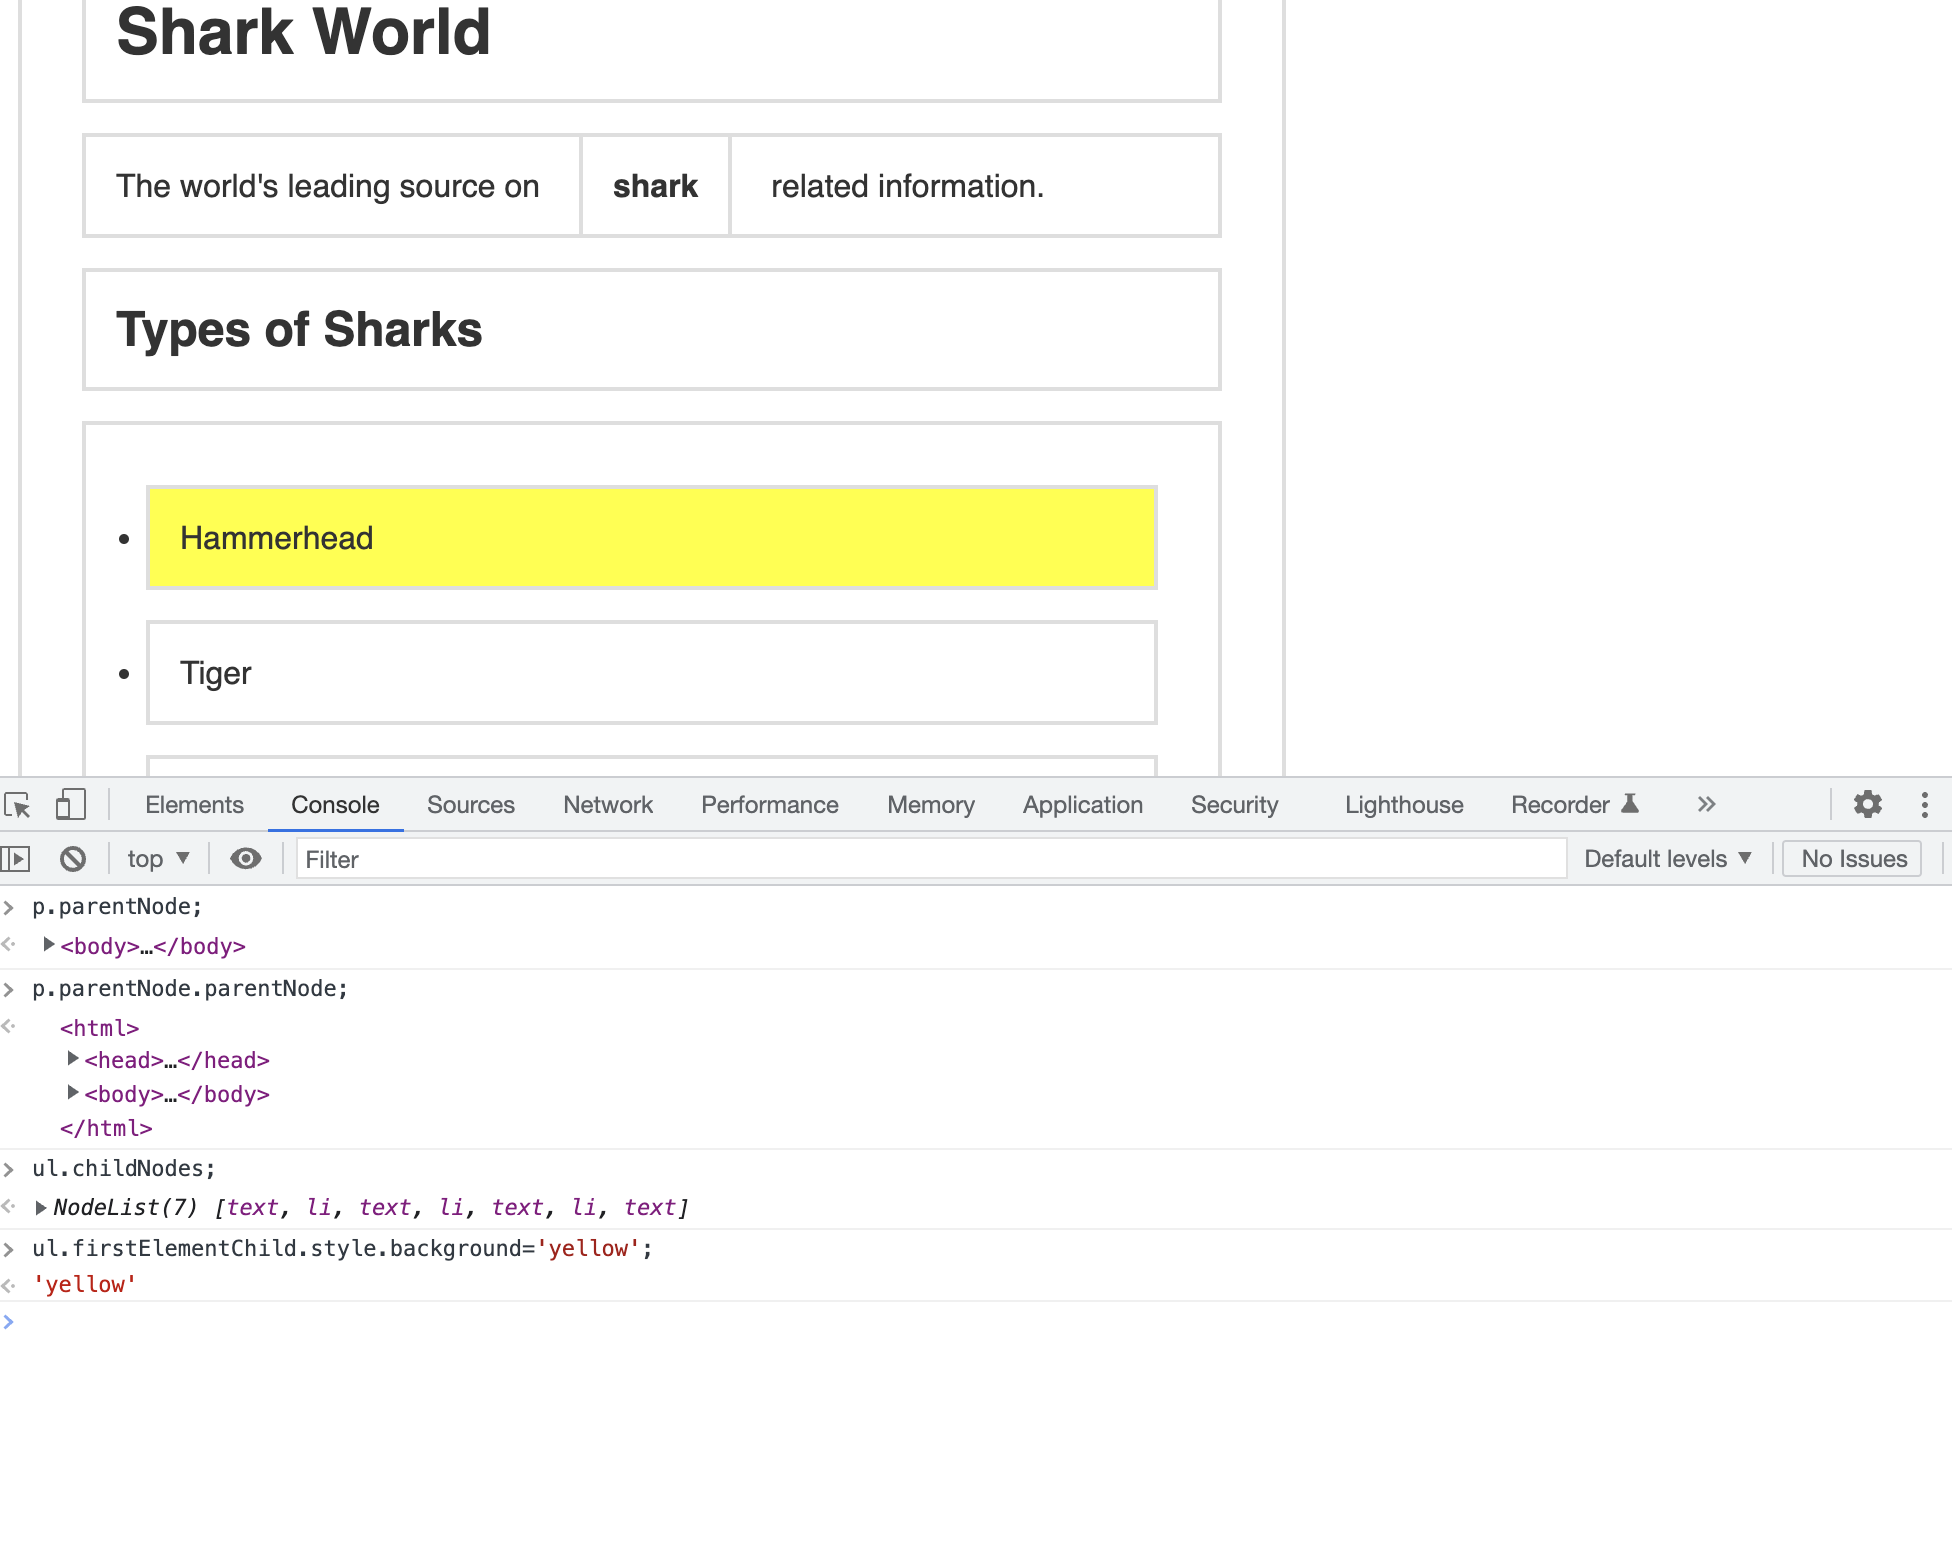 Shark World
The world's leading source on shark related information.
Types of Sharks
• Hammerhead
• Tiger
Elements Console Sources Network Performance Memory Application Security Lighthouse Recorder
top ▼ Filter Default levels ▼ No Issues
> p.parentNode;
<body>…</body>
> p.parentNode.parentNode;
<html>
<head>…</head>
<body>…</body>
</html>
> ul.childNodes;
NodeList(7) [text, li, text, li, text, li, text]
> ul.firstElementChild.style.background='yellow';
'yellow'
>